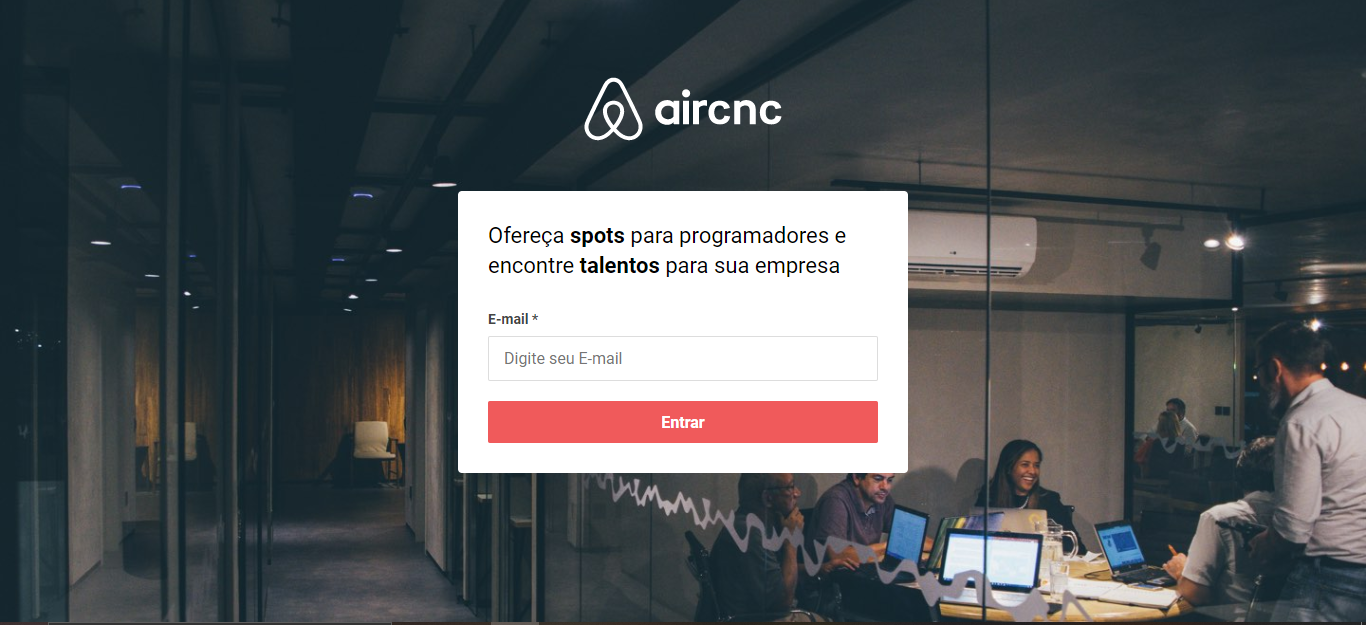 aircnc
Ofereça spots para programadores e
encontre talentos para sua empresa
E-mail *
Digite seu E-mail
Entrar